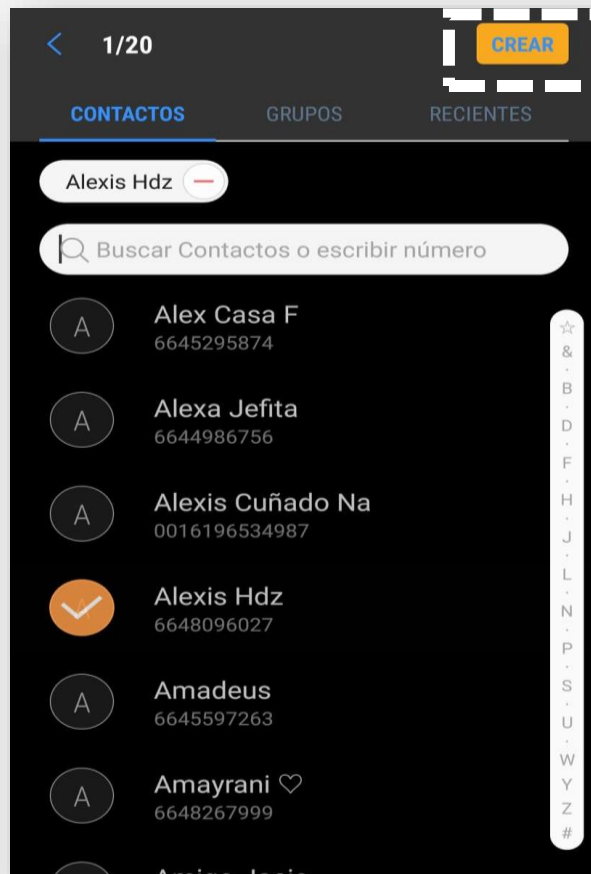 1/20
CREAR
CONTACTOS GRUPOS RECIENTES
Alexis Hdz
Buscar Contactos o escribir número
A
Alex Casa F
6645295874
A
Alexa Jefita
6644986756
A
Alexis Cuñado Na
0016196534987
Alexis Hdz
6648096027
A
Amadeus
6645597263
A
Amayrani ♡
6648267999
☆
&
B
D
F
H
J
L
N
P
S
U
W
Y
Z
#